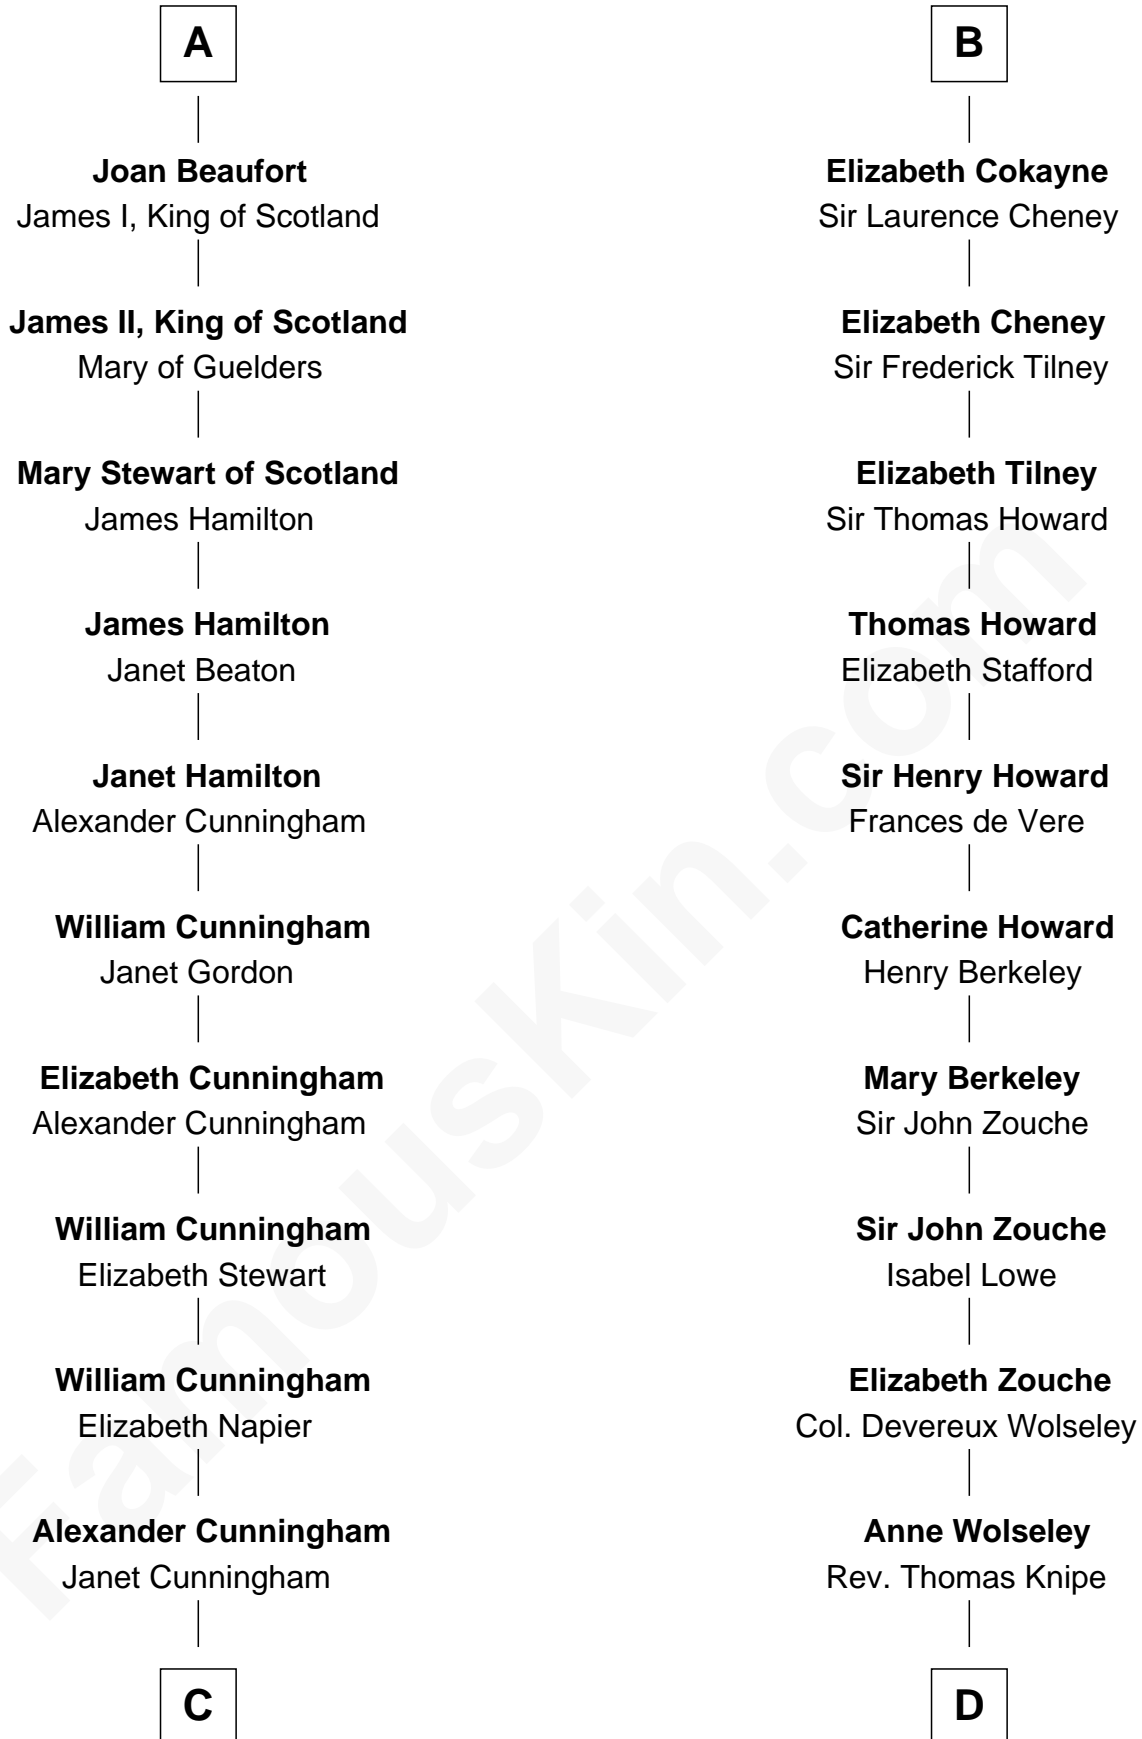 A
Joan Beaufort
James I, King of Scotland
James II, King of Scotland
Mary of Guelders
Mary Stewart of Scotland
James Hamilton
James Hamilton
Janet Beaton
Janet Hamilton
Alexander Cunningham
William Cunningham
Janet Gordon
Elizabeth Cunningham
Alexander Cunningham
William Cunningham
Elizabeth Stewart
William Cunningham
Elizabeth Napier
Alexander Cunningham
Janet Cunningham
C
B
Elizabeth Cokayne
Sir Laurence Cheney
Elizabeth Cheney
Sir Frederick Tilney
Elizabeth Tilney
Sir Thomas Howard
Thomas Howard
Elizabeth Stafford
Sir Henry Howard
Frances de Vere
Catherine Howard
Henry Berkeley
Mary Berkeley
Sir John Zouche
Sir John Zouche
Isabel Lowe
Elizabeth Zouche
Col. Devereux Wolseley
Anne Wolseley
Rev. Thomas Knipe
D
FamousKin.com